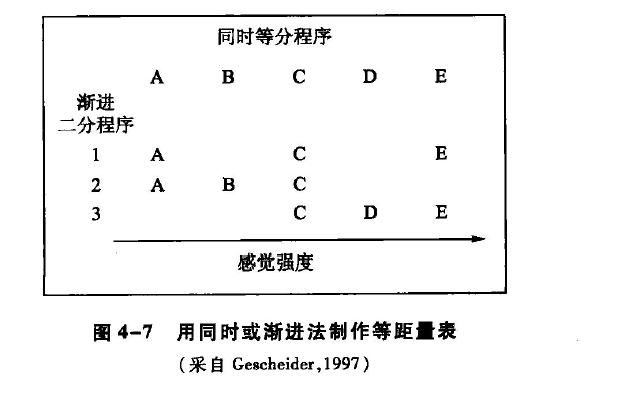 同时等分程序
A B C D E
渐进
二分程序
1 A C E
2 A B C
3 C D E
感觉强度
图 4-7 用同时或渐进法制作等距量表
(采自 Gescheider,1997)